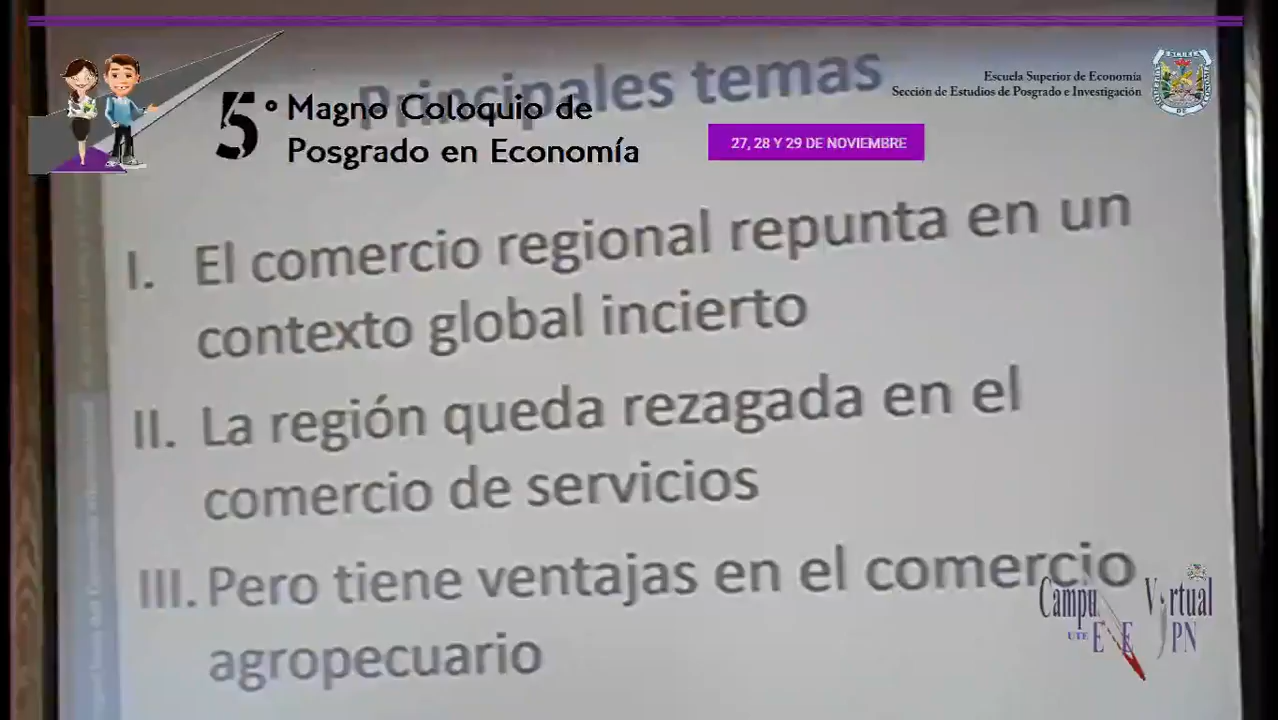 Principales temas
5° Magno Coloquio de
Posgrado en Economía
27, 28 Y 29 DE NOVIEMBRE
Escuela Superior de Economía
Sección de Estudios de Posgrado e Investigación
I. El comercio regional repunta en un
contexto global incierto
II. La región queda rezagada en el
comercio de servicios
III. Pero tiene ventajas en el comercio
agropecuario
Campu Virtual
UTE E E IPN